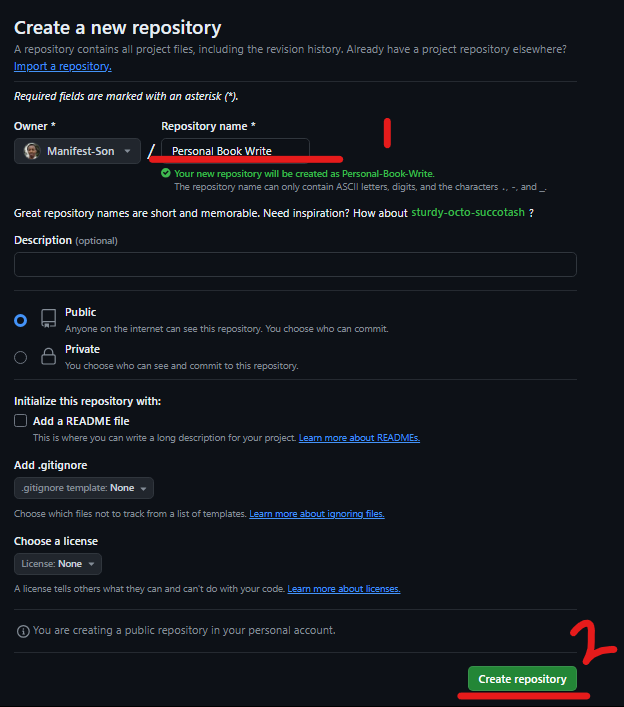 Create a new repository
A repository contains all project files, including the revision history. Already have a project repository elsewhere?
Import a repository.
Required fields are marked with an asterisk (*).
Owner * Repository name *
Manifest-Son / Personal Book Write
1
Your new repository will be created as Personal-Book-Write.
The repository name can only contain ASCII letters, digits, and the characters ., -, and _.
Great repository names are short and memorable. Need inspiration? How about sturdy-octo-succotash ?
Description (optional)
Public
Anyone on the internet can see this repository. You choose who can commit.
Private
You choose who can see and commit to this repository.
Initialize this repository with:
Add a README file
This is where you can write a long description for your project. Learn more about READMEs.
Add .gitignore
.gitignore template: None
Choose which files not to track from a list of templates. Learn more about ignoring files.
Choose a license
License: None
A license tells others what they can and can't do with your code. Learn more about licenses.
You are creating a public repository in your personal account.
2
Create repository